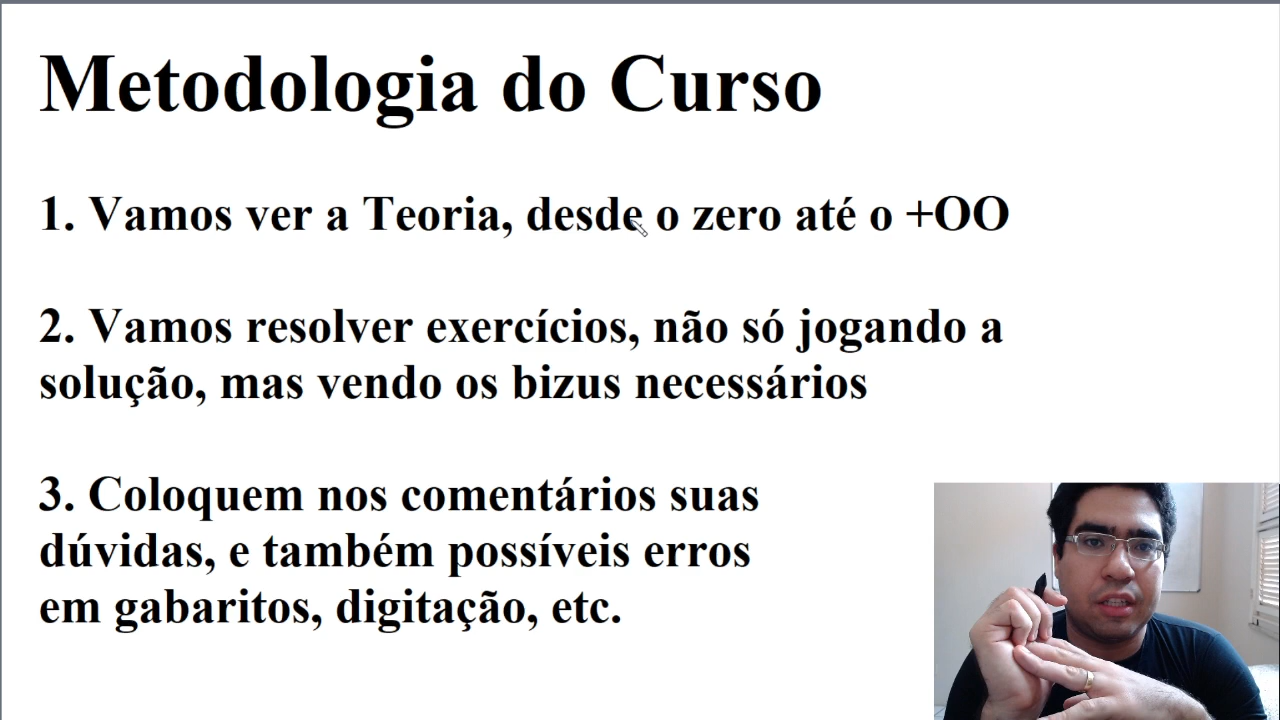 Metodologia do Curso
1. Vamos ver a Teoria, desde o zero até o +OO
2. Vamos resolver exercícios, não só jogando a
solução, mas vendo os bizus necessários
3. Coloquem nos comentários suas
dúvidas, e também possíveis erros
em gabaritos, digitação, etc.